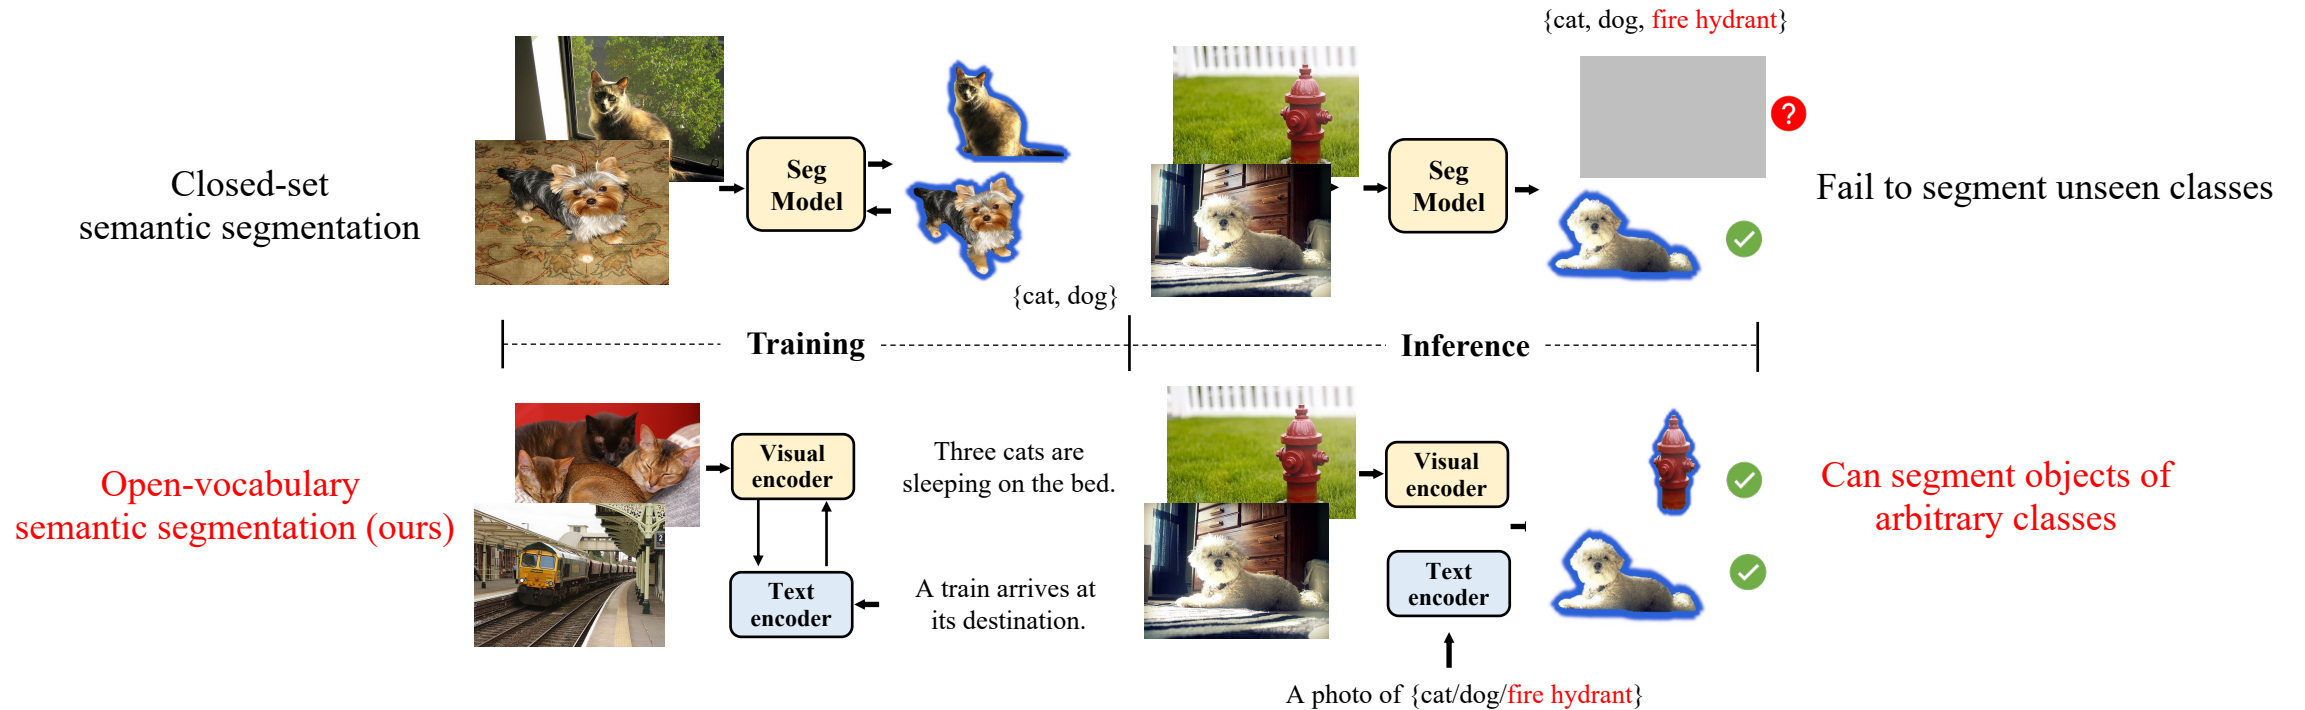 {cat, dog, fire hydrant}
Closed-set
semantic segmentation
Seg
Model
{cat, dog}
Seg
Model
?
Fail to segment unseen classes
Training
Inference
Open-vocabulary
semantic segmentation (ours)
Visual
encoder
Text
encoder
Three cats are
sleeping on the bed.
A train arrives at
its destination.
2
Visual
encoder
Text
encoder
A photo of {cat/dog/fire hydrant}
Can segment objects of
arbitrary classes